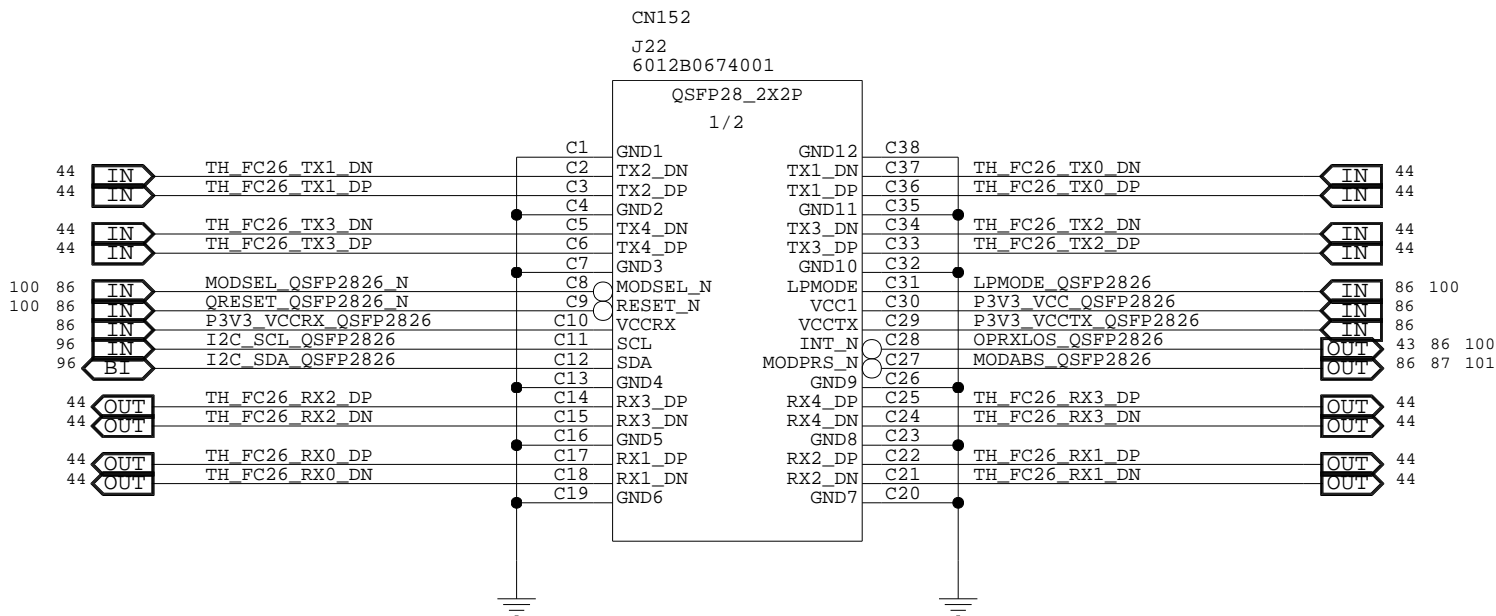 CN152
J22
6012B0674001
QSFP28_2X2P
1/2
C1 GND1 GND12 C38
44 IN TH_FC26_TX1_DN C2 TX2_DN TX1_DN C37 TH_FC26_TX0_DN IN 44
44 IN TH_FC26_TX1_DP C3 TX2_DP TX1_DP C36 TH_FC26_TX0_DP IN 44
C4 GND2 GND11 C35
44 IN TH_FC26_TX3_DN C5 TX4_DN TX3_DN C34 TH_FC26_TX2_DN IN 44
44 IN TH_FC26_TX3_DP C6 TX4_DP TX3_DP C33 TH_FC26_TX2_DP IN 44
C7 GND3 GND10 C32
100 86 IN MODSEL_QSFP2826_N C8 MODSEL_N LPMODE C31 LPMODE_QSFP2826 IN 86 100
100 86 IN QRESET_QSFP2826_N C9 RESET_N VCC1 C30 P3V3_VCC_QSFP2826 IN 86
86 IN P3V3_VCCRX_QSFP2826 C10 VCCRX VCCTX C29 P3V3_VCCTX_QSFP2826 IN 86
96 IN I2C_SCL_QSFP2826 C11 SCL INT_N C28 OPRXLOS_QSFP2826 OUT 43 86 100
96 BI I2C_SDA_QSFP2826 C12 SDA MODPRS_N C27 MODABS_QSFP2826 OUT 86 87 101
C13 GND4 GND9 C26
44 OUT TH_FC26_RX2_DP C14 RX3_DP RX4_DP C25 TH_FC26_RX3_DP OUT 44
44 OUT TH_FC26_RX2_DN C15 RX3_DN RX4_DN C24 TH_FC26_RX3_DN OUT 44
C16 GND5 GND8 C23
44 OUT TH_FC26_RX0_DP C17 RX1_DP RX2_DP C22 TH_FC26_RX1_DP OUT 44
44 OUT TH_FC26_RX0_DN C18 RX1_DN RX2_DN C21 TH_FC26_RX1_DN OUT 44
C19 GND6 GND7 C20